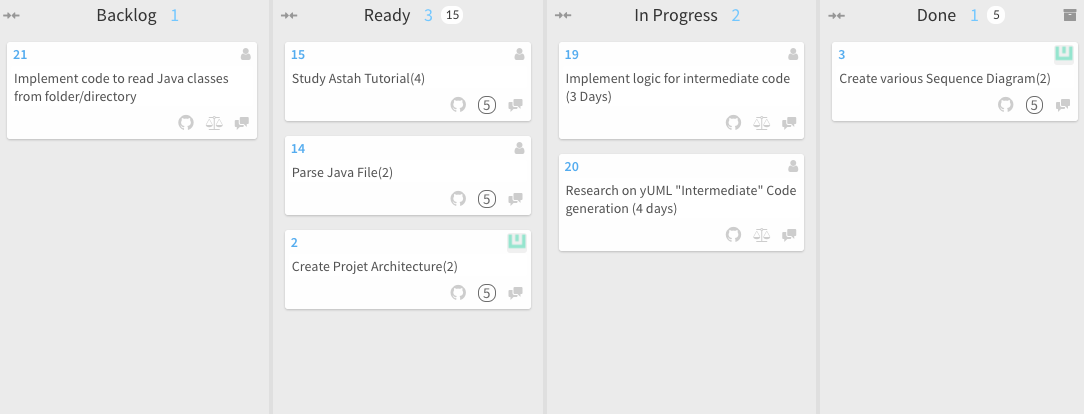 Backlog 1
21
Implement code to read Java classes
from folder/directory
Ready 3 15
15
Study Astah Tutorial(4)
5
14
Parse Java File(2)
5
2
Create Projet Architecture(2)
5
In Progress 2
19
Implement logic for intermediate code
(3 Days)
20
Research on yUML "Intermediate" Code
generation (4 days)
Done 1 5
3
Create various Sequence Diagram(2)
5